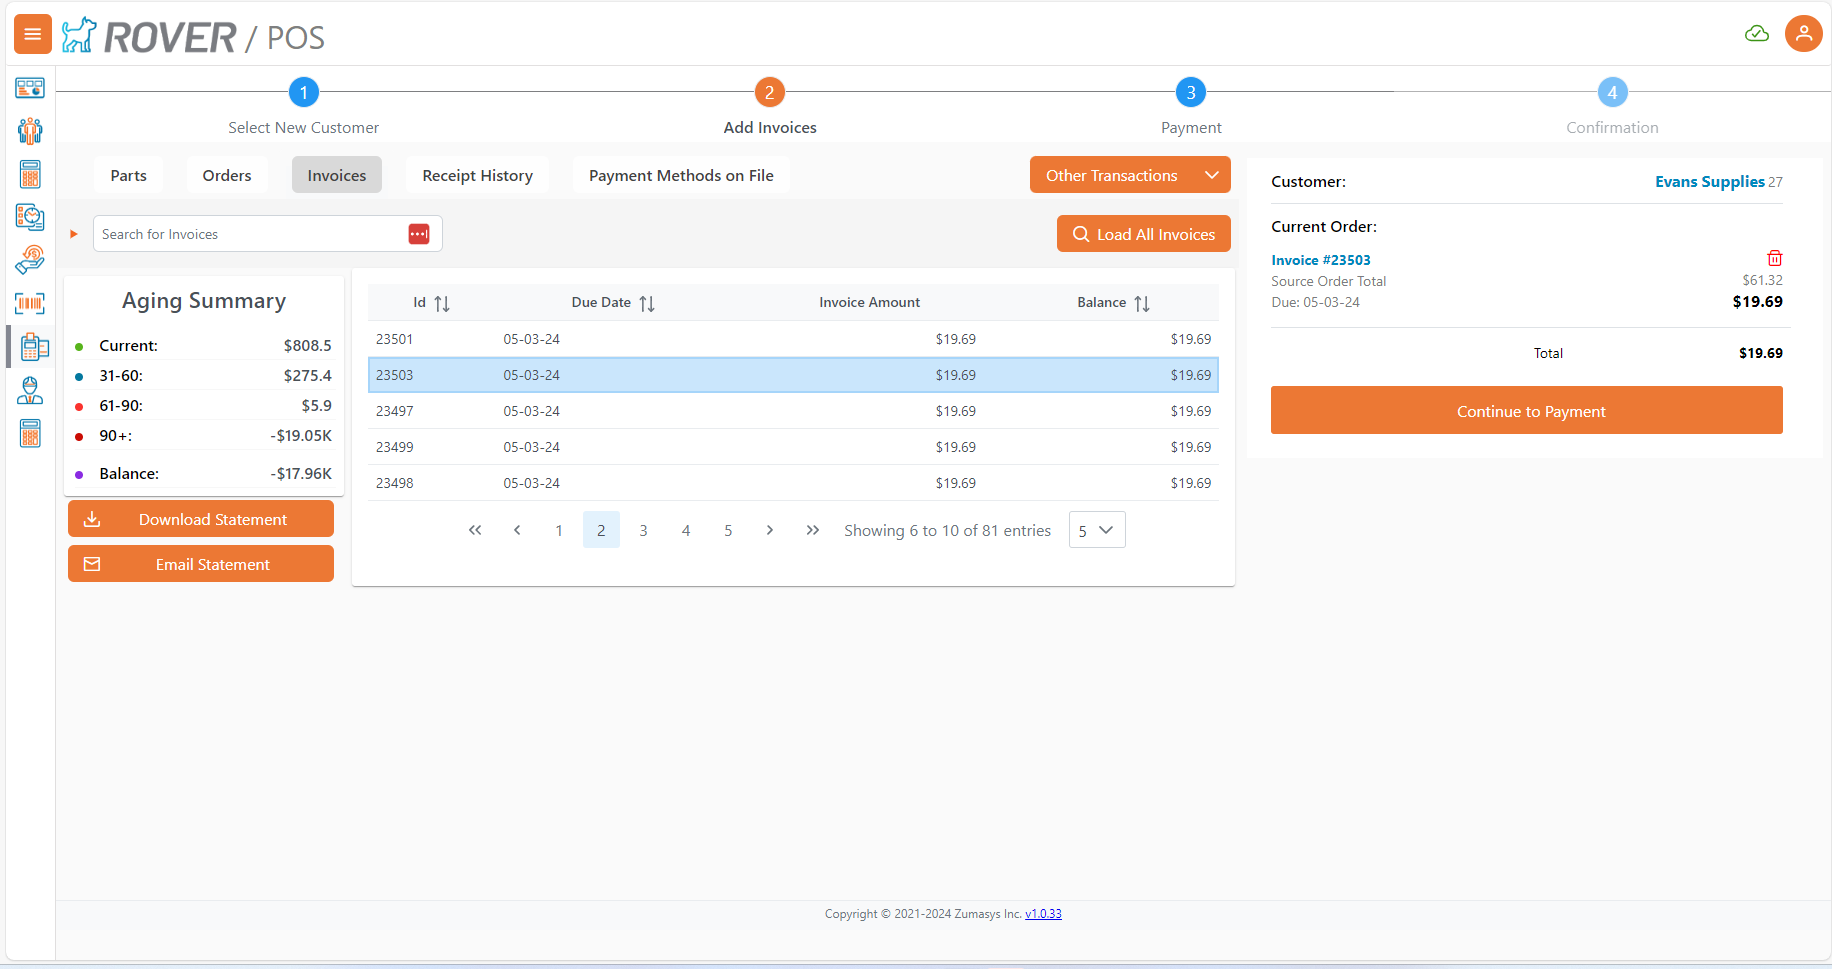 ROVER / POS
1 2 3 4
Select New Customer Add Invoices Payment Confirmation
Parts Orders Invoices Receipt History Payment Methods on File Other Transactions
Search for Invoices Load All Invoices
Aging Summary
Current: $808.5
31-60: $275.4
61-90: $5.9
90+: -$19.05K
Balance: -$17.96K
Download Statement
Email Statement
Id Due Date Invoice Amount Balance
23501 05-03-24 $19.69 $19.69
23503 05-03-24 $19.69 $19.69
23497 05-03-24 $19.69 $19.69
23499 05-03-24 $19.69 $19.69
23498 05-03-24 $19.69 $19.69
1 2 3 4 5 Showing 6 to 10 of 81 entries 5
Customer: Evans Supplies 27
Current Order:
Invoice #23503
Source Order Total $61.32
Due: 05-03-24 $19.69
Total $19.69
Continue to Payment
Copyright © 2021-2024 Zumasys Inc. v1.0.33